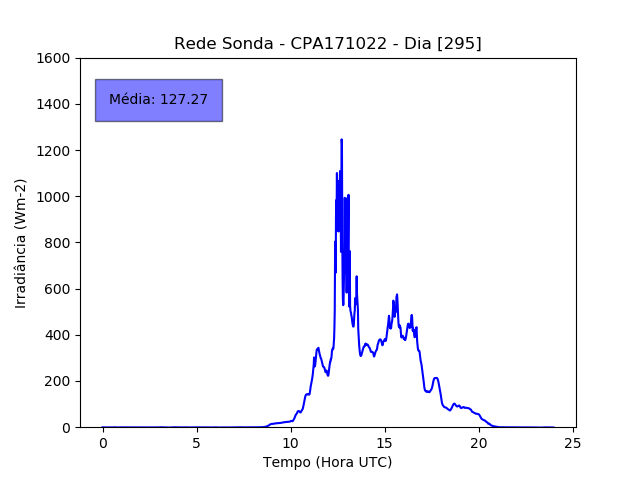 Rede Sonda - CPA171022 - Dia [295]
1600
1400
1200
1000
800
600
400
200
0
Irradiância (Wm-2)
Média: 127.27
0 5 10 15 20 25
Tempo (Hora UTC)